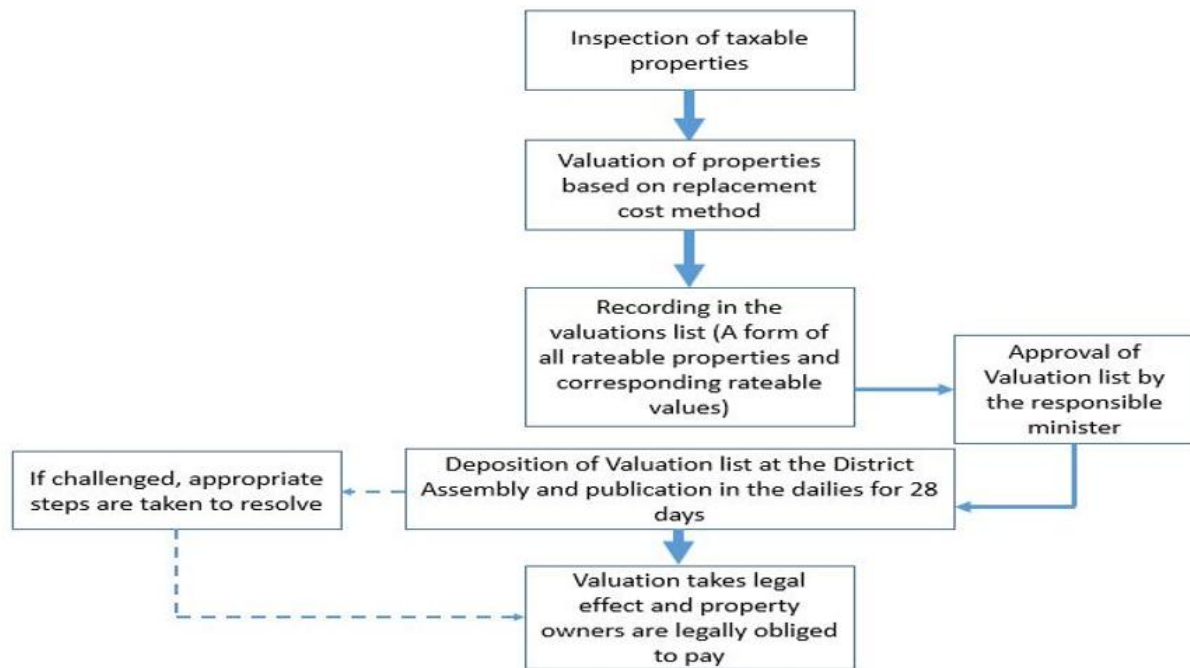 Inspection of taxable
properties
Valuation of properties
based on replacement
cost method
Recording in the
valuations list (A form of
all rateable properties and
corresponding rateable
values)
Approval of
Valuation list by
the responsible
minister
Deposition of Valuation list at the District
Assembly and publication in the dailies for 28
days
If challenged, appropriate
steps are taken to resolve
Valuation takes legal
effect and property
owners are legally obliged
to pay